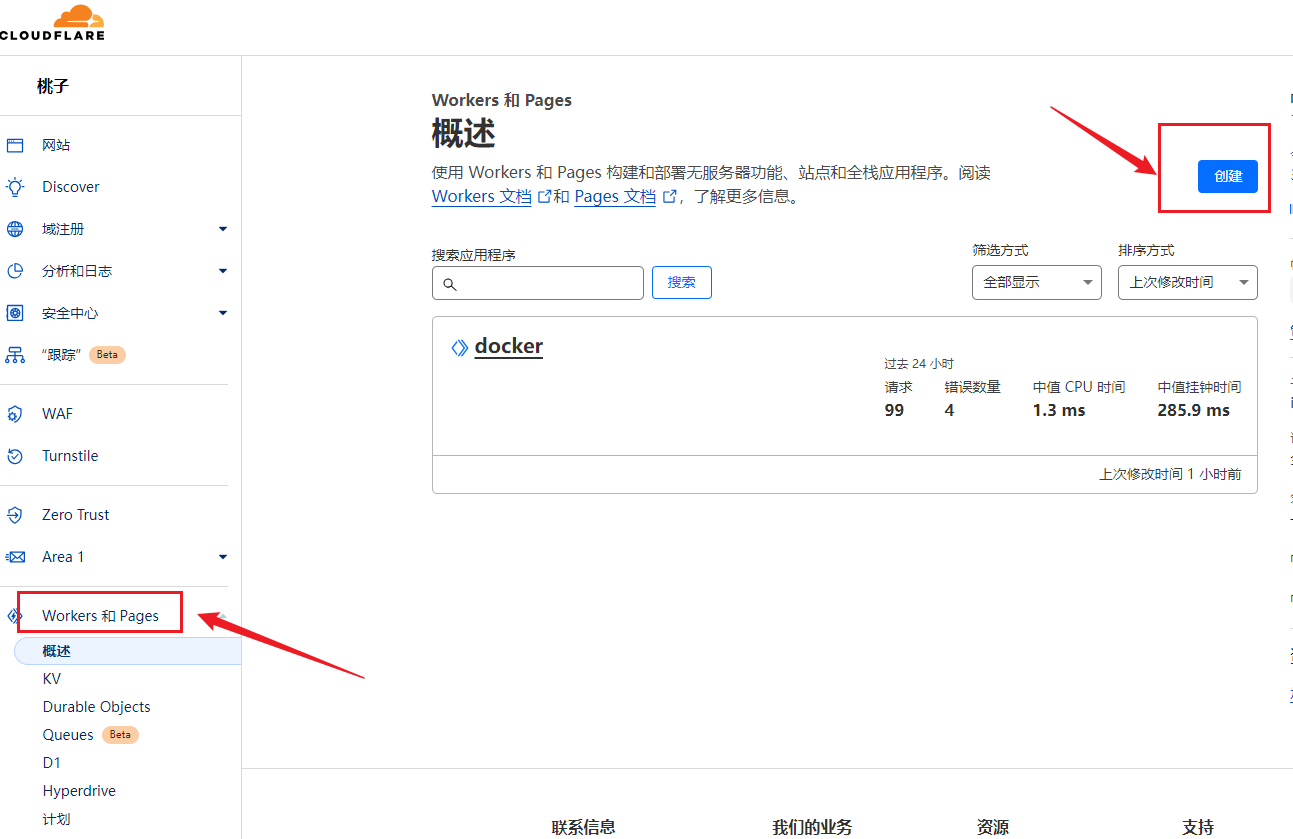 CLOUDFLARE
桃子
网站
Discover
域注册
分析和日志
安全中心
“跟踪” Beta
WAF
Turnstile
Zero Trust
Area 1
Workers 和 Pages
概述
KV
Durable Objects
Queues Beta
D1
Hyperdrive
计划
Workers 和 Pages
概述
使用 Workers 和 Pages 构建和部署无服务器功能、站点和全栈应用程序。阅读
Workers 文档 和 Pages 文档，了解更多信息。
创建
搜索应用程序
搜索
筛选方式
全部显示
排序方式
上次修改时间
docker
过去 24 小时
请求 错误数量 中值 CPU 时间 中值挂钟时间
99 4 1.3 ms 285.9 ms
上次修改时间 1 小时前
联系信息 我们的业务 资源 支持